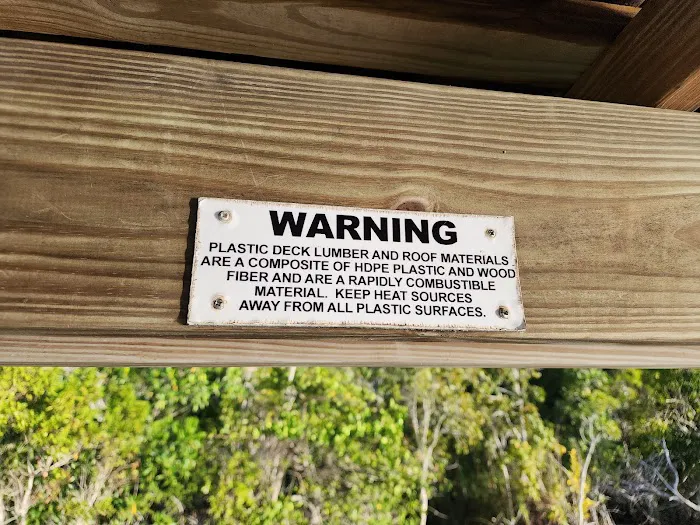 WARNING
PLASTIC DECK LUMBER AND ROOF MATERIALS
ARE A COMPOSITE OF HDPE PLASTIC AND WOOD
FIBER AND ARE A RAPIDLY COMBUSTIBLE
MATERIAL. KEEP HEAT SOURCES
AWAY FROM ALL PLASTIC SURFACES.